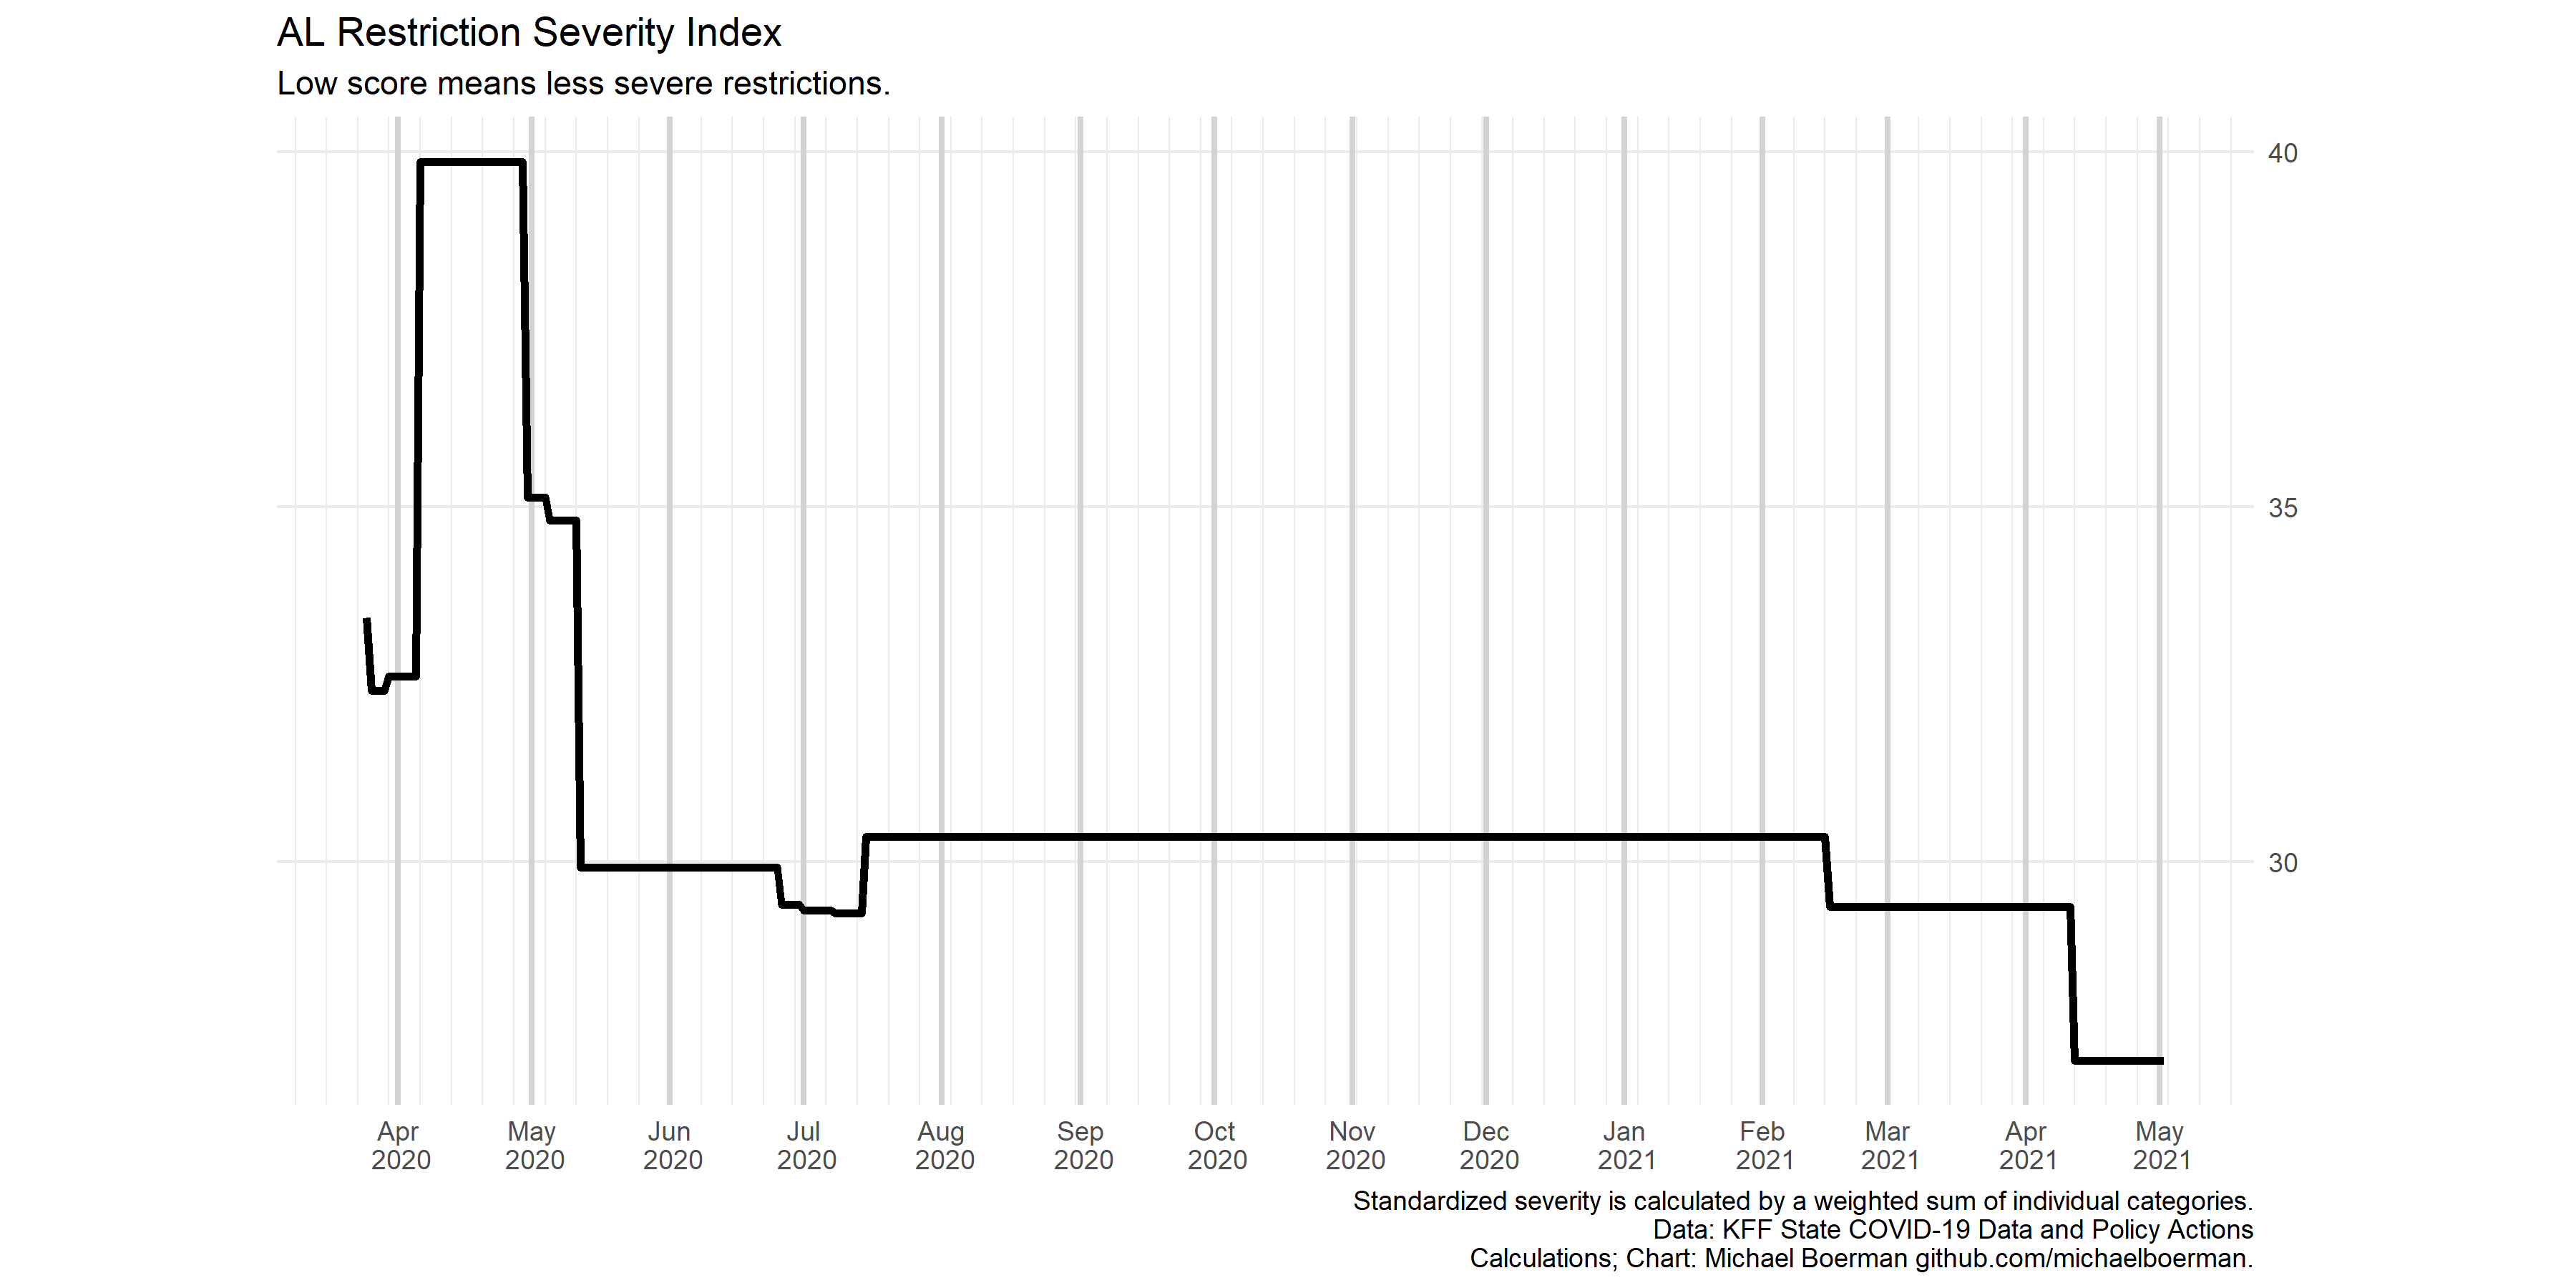 AL Restriction Severity Index
Low score means less severe restrictions.
40
35
30
Apr 2020
May 2020
Jun 2020
Jul 2020
Aug 2020
Sep 2020
Oct 2020
Nov 2020
Dec 2020
Jan 2021
Feb 2021
Mar 2021
Apr 2021
May 2021
Standardized severity is calculated by a weighted sum of individual categories.
Data: KFF State COVID-19 Data and Policy Actions
Calculations; Chart: Michael Boerman github.com/michaelboerman.